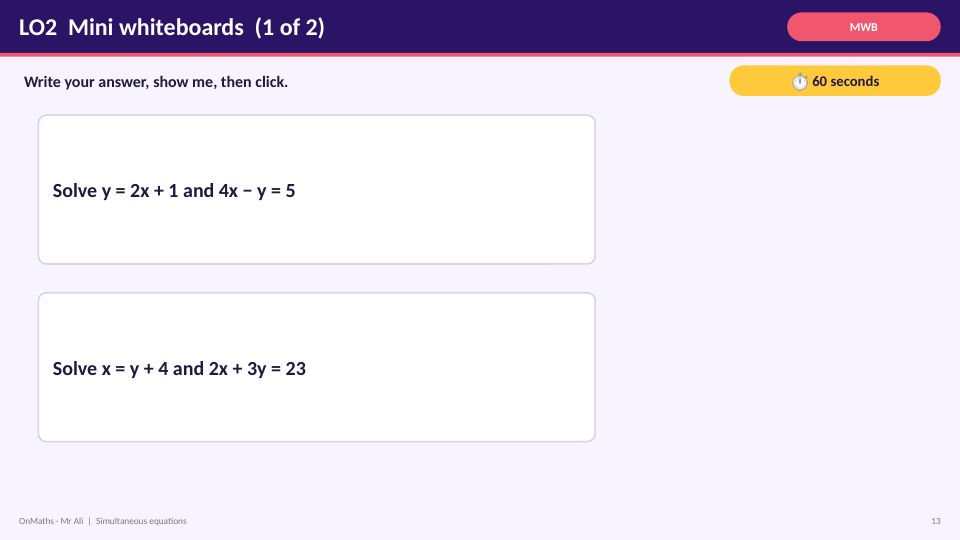 LO2  Mini whiteboards  (1 of 2)
MWB
Write your answer, show me, then click.
⏱ 60 seconds
Solve y = 2x + 1 and 4x − y = 5
Solve x = y + 4 and 2x + 3y = 23
OnMaths - Mr Ali  |  Simultaneous equations
13